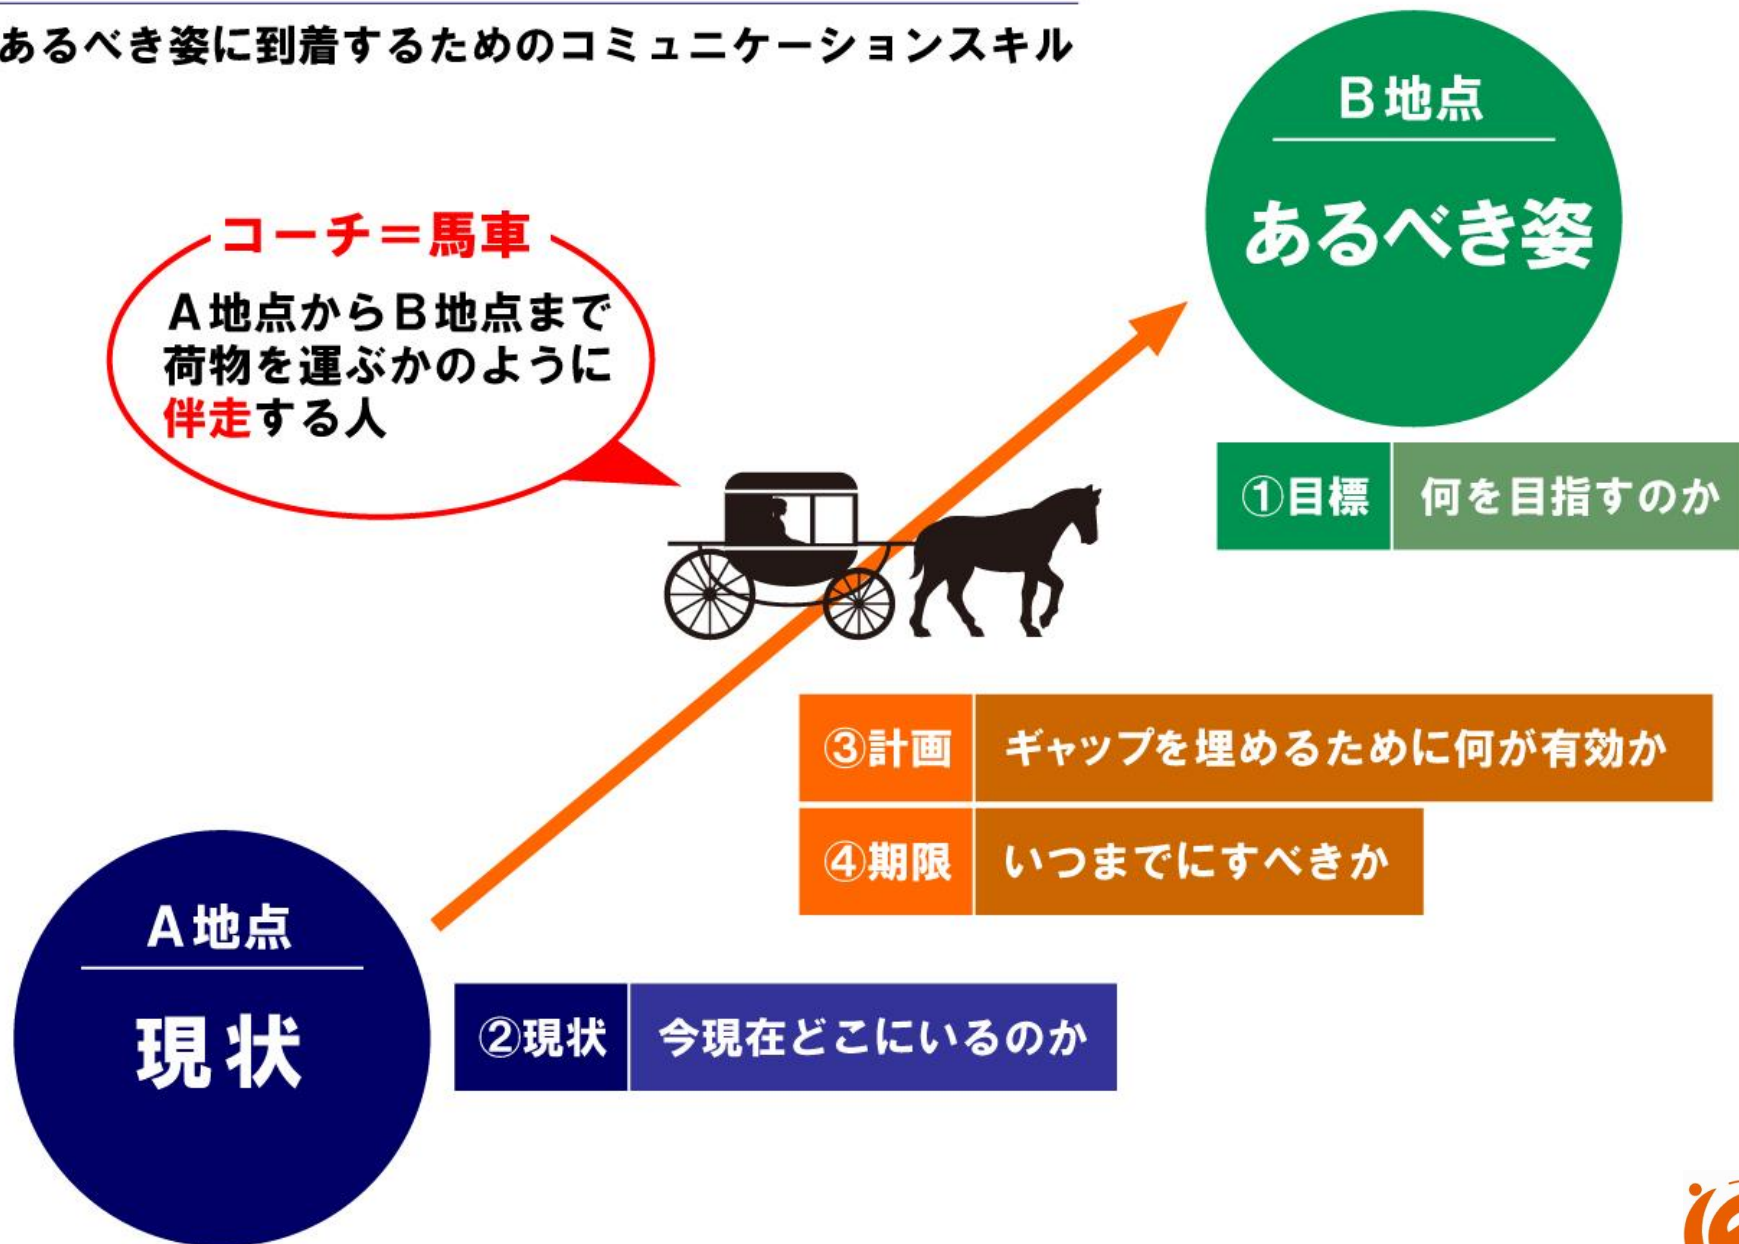 あるべき姿に到着するためのコミュニケーションスキル
B地点
あるべき姿
コーチ=馬車
A地点からB地点まで
荷物を運ぶかのように
伴走する人
①目標 何を目指すのか
③計画 ギャップを埋めるために何が有効か
④期限 いつまでにすべきか
A地点
現状
②現状 今現在どこにいるのか